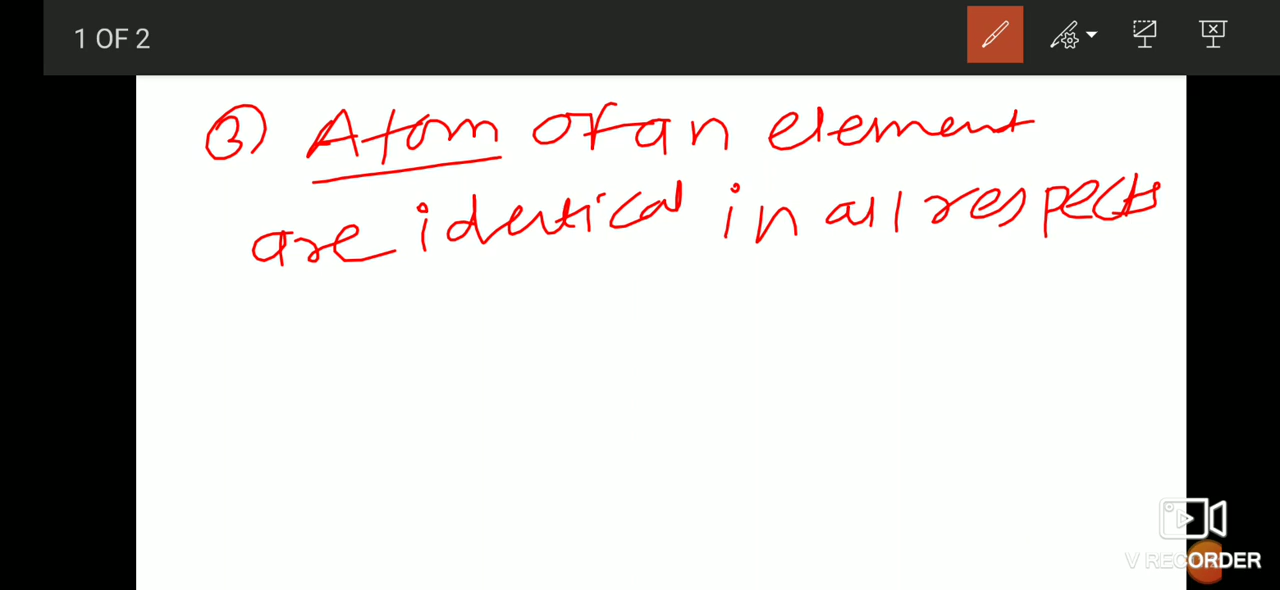 1 OF 2
3) Atom of an element
are identical in all respects
V RECORDER